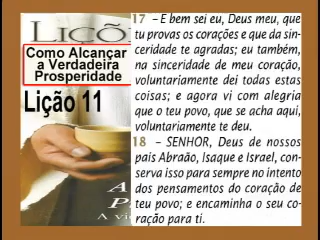 LIÇÕ
Como Alcançar
a Verdadeira
Prosperidade
Lição 11
A
P
A vi
17 – E bem sei eu, Deus meu, que
tu provas os corações e que da sin-
ceridade te agradas; eu também,
na sinceridade de meu coração,
voluntariamente dei todas estas
coisas; e agora vi com alegria
que o teu povo, que se acha aqui,
voluntariamente te deu.
18 – SENHOR, Deus de nossos
pais Abraão, Isaque e Israel, con-
serva isso para sempre no intento
dos pensamentos do coração de
teu povo; e encaminha o seu co-
ração para ti.